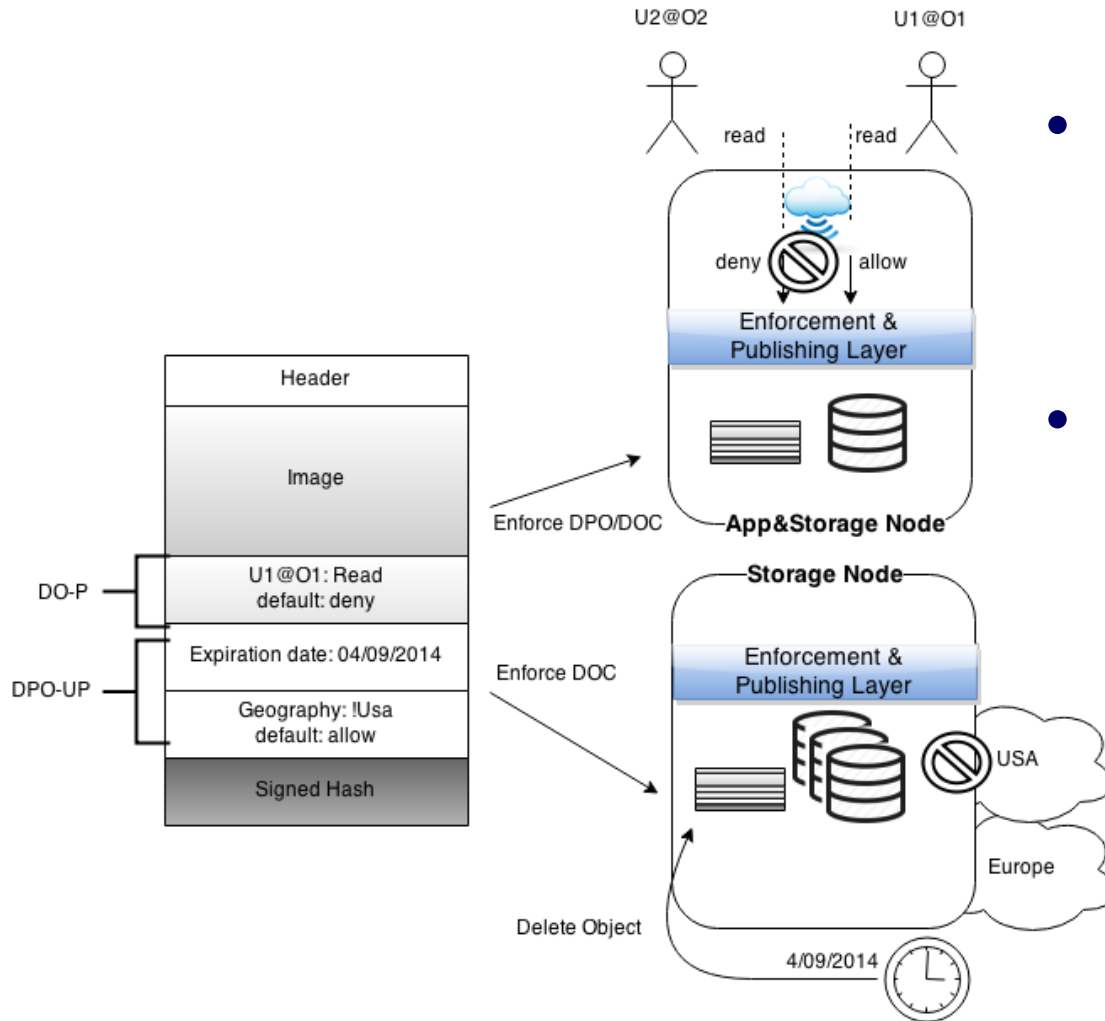 U2@O2
U1@O1
read
read
deny
allow
Enforcement &
Publishing Layer
App&Storage Node
Header
Image
DO-P
U1@O1: Read
default: deny
DPO-UP
Expiration date: 04/09/2014
Geography: !Usa
default: allow
Signed Hash
Enforce DPO/DOC
Enforce DOC
Storage Node
Enforcement &
Publishing Layer
USA
Europe
Delete Object
4/09/2014